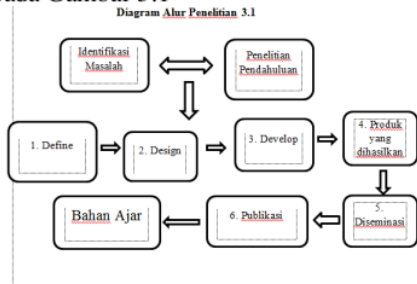 Diagram Alur Penelitian 3.1
Identifikasi
Masalah
Penelitian
Pendahuluan
1. Define
2. Design
3. Develop
4. Produk
yang
dihasilkan
5.
Diseminasi
6. Publikasi
Bahan Ajar